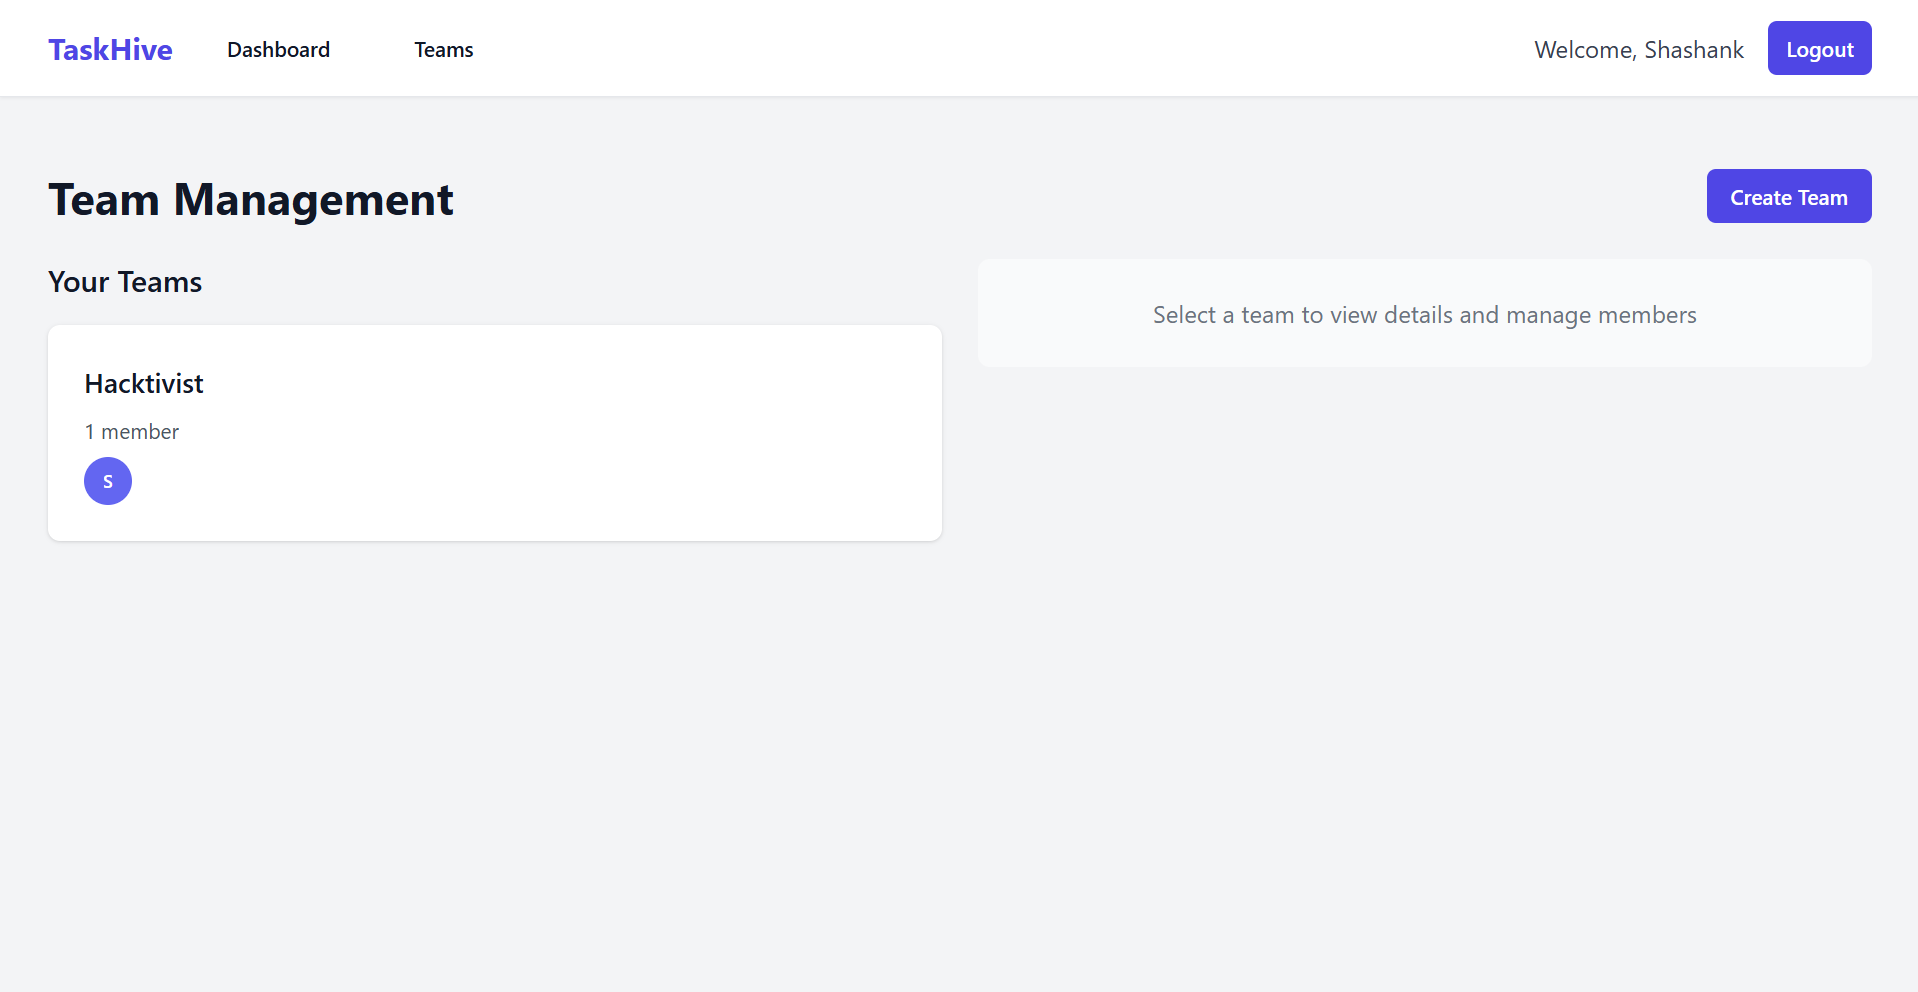 TaskHive
Dashboard
Teams
Welcome, Shashank
Logout
Team Management
Create Team
Your Teams
Hacktivist
1 member
S
Select a team to view details and manage members